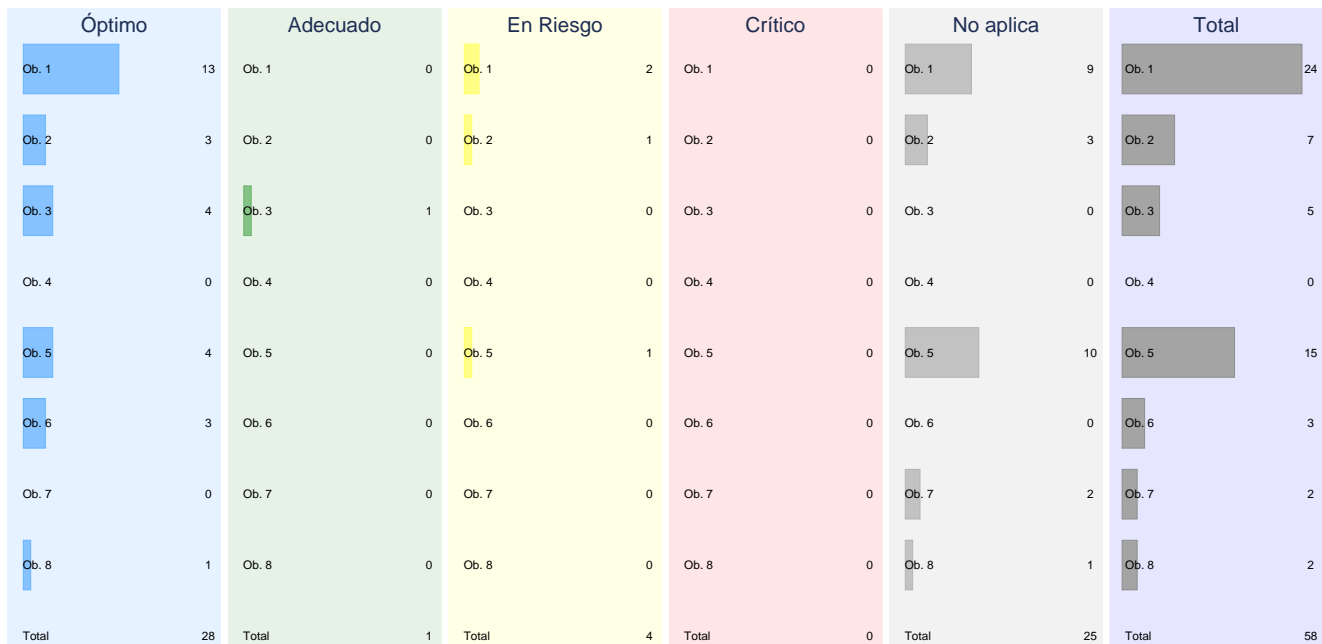 Óptimo Adecuado En Riesgo Crítico No aplica Total
Ob. 1 13 Ob. 1 0 Ob. 1 2 Ob. 1 0 Ob. 1 9 Ob. 1 24
Ob. 2 3 Ob. 2 0 Ob. 2 1 Ob. 2 0 Ob. 2 3 Ob. 2 7
Ob. 3 4 Ob. 3 1 Ob. 3 0 Ob. 3 0 Ob. 3 0 Ob. 3 5
Ob. 4 0 Ob. 4 0 Ob. 4 0 Ob. 4 0 Ob. 4 0 Ob. 4 0
Ob. 5 4 Ob. 5 0 Ob. 5 1 Ob. 5 0 Ob. 5 10 Ob. 5 15
Ob. 6 3 Ob. 6 0 Ob. 6 0 Ob. 6 0 Ob. 6 0 Ob. 6 3
Ob. 7 0 Ob. 7 0 Ob. 7 0 Ob. 7 0 Ob. 7 2 Ob. 7 2
Ob. 8 1 Ob. 8 0 Ob. 8 0 Ob. 8 0 Ob. 8 1 Ob. 8 2
Total 28 Total 1 Total 4 Total 0 Total 25 Total 58